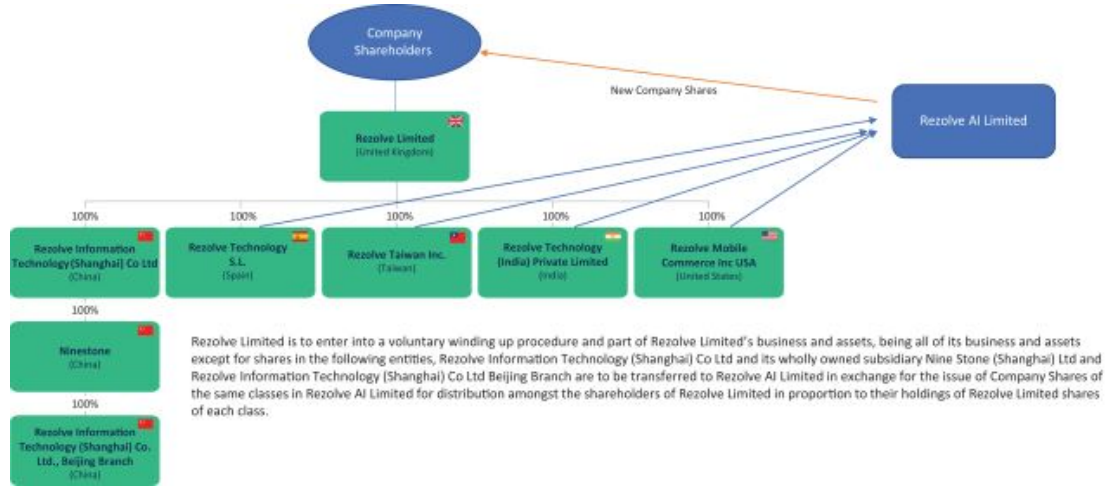 Company
Shareholders
New Company Shares
Rezolve AI Limited
Rezolve Limited
(United Kingdom)
100%
100%
100%
100%
100%
Rezolve Information
Technology(Shanghai) Co Ltd
(China)
Rezolve Technology
S.L.
(Spain)
Rezolve Taiwan Inc.
(Taiwan)
Rezolve Technology
(India) Private Limited
(India)
Rezolve Mobile
Commerce Inc USA
(United States)
100%
Ninestone
(China)
100%
Rezolve Information
Technology (Shanghai) Co.
Ltd., Beijing Branch
(China)
Rezolve Limited is to enter into a voluntary winding up procedure and part of Rezolve Limited's business and assets, being all of its business and assets
except for shares in the following entities, Rezolve Information Technology (Shanghai) Co Ltd and its wholly owned subsidiary Nine Stone (Shanghai) Ltd and
Rezolve Information Technology (Shanghai) Co Ltd Beijing Branch are to be transferred to Rezolve AI Limited in exchange for the issue of Company Shares of
the same classes in Rezolve AI Limited for distribution amongst the shareholders of Rezolve Limited in proportion to their holdings of Rezolve Limited shares
of each class.